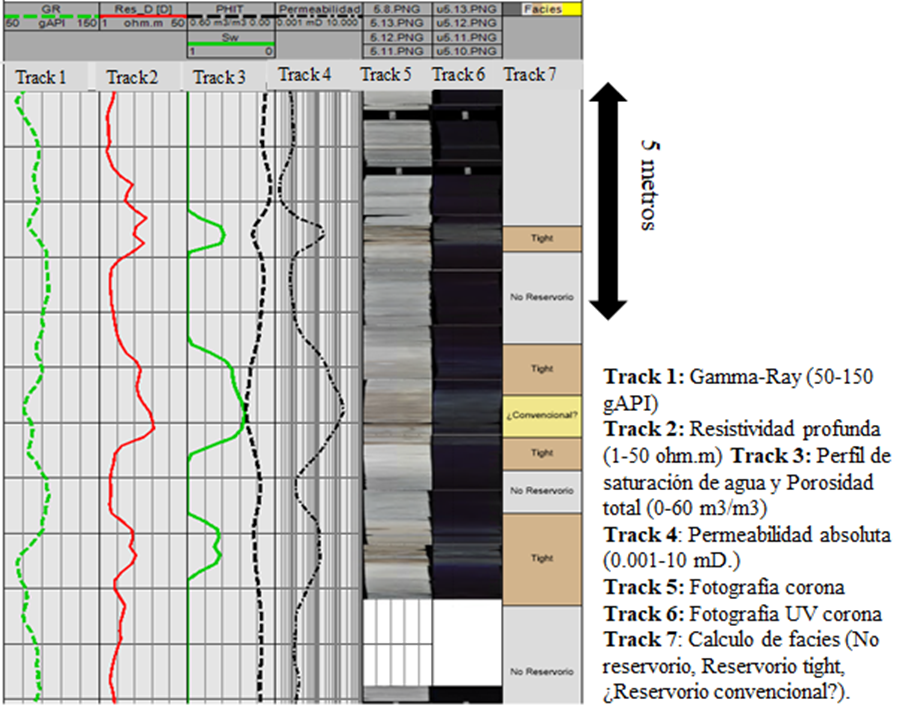 GR Res_D [D] PHIT Permeabilidad 5.8.PNG u5.13.PNG Facies
50 gAPI 150 1 ohm.m 50 0.60 m3/m3 0.00 0.001 mD 10.000 5.13.PNG u5.12.PNG
Sw 5.12.PNG u5.11.PNG
1 0 5.11.PNG u5.10.PNG
Track 1 Track2 Track 3 Track 4 Track 5 Track 6 Track 7
5 metros
Tight
No Reservorio
Tight
¿Convencional?
Tight
No Reservorio
Tight
No Reservorio
Track 1: Gamma-Ray (50-150
gAPI)
Track 2: Resistividad profunda
(1-50 ohm.m) Track 3: Perfil de
saturación de agua y Porosidad
total (0-60 m3/m3)
Track 4: Permeabilidad absoluta
(0.001-10 mD.)
Track 5: Fotografia corona
Track 6: Fotografia UV corona
Track 7: Calculo de facies (No
reservorio, Reservorio tight,
¿Reservorio convencional?).